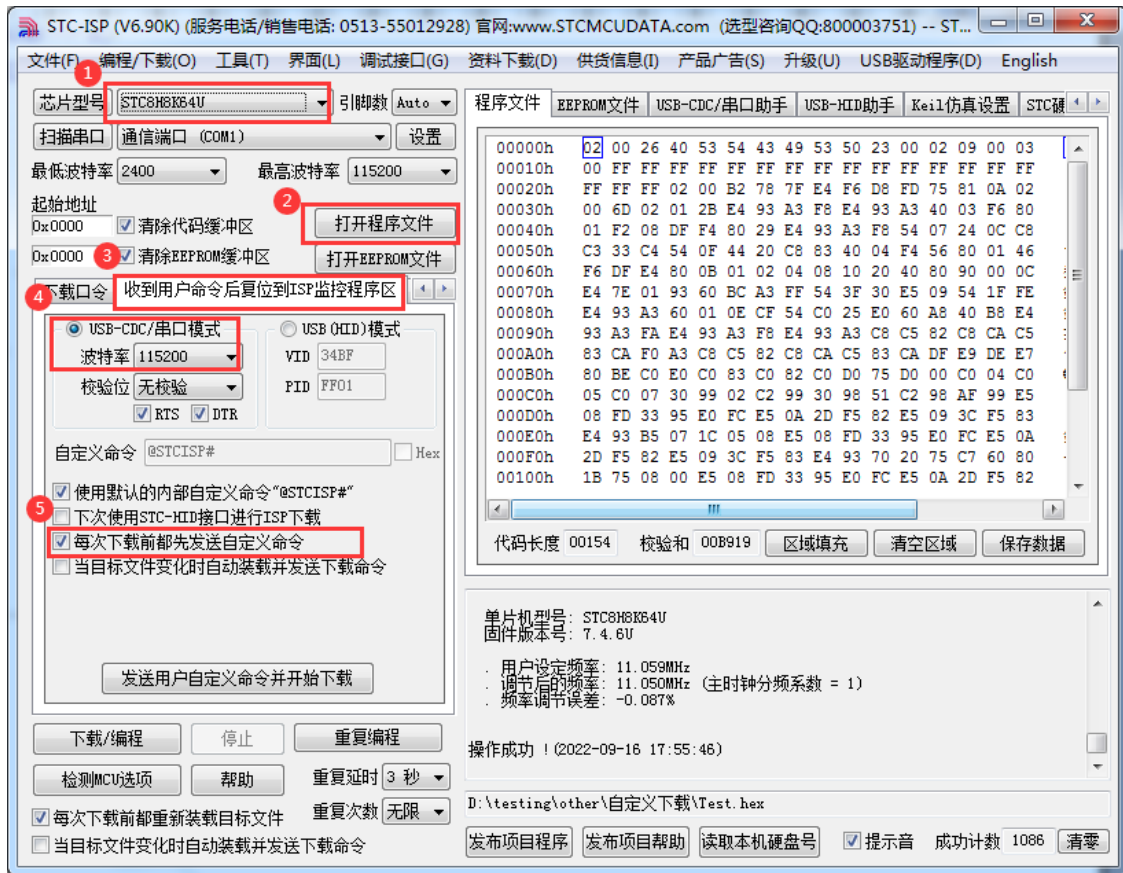 STC-ISP (V6.90K) (服务电话/销售电话: 0513-55012928) 官网:www.STCMCUDATA.com (选型咨询QQ:800003751) -- ST...
文件(F) 编程/下载(O) 工具(T) 界面(L) 调试接口(G) 资料下载(D) 供货信息(I) 产品广告(S) 升级(U) USB驱动程序(D) English
1
芯片型号 STC8H8K64U 引脚数 Auto
扫描串口 通信端口 (COM1) 设置
最低波特率 2400 最高波特率 115200
起始地址
2
0x0000 清除代码缓冲区 打开程序文件
0x0000 3 清除EEPROM缓冲区 打开EEPROM文件
4 下载口令 收到用户命令后复位到ISP监控程序区
USB-CDC/串口模式 USB(HID)模式
波特率 115200 VID 34BF
校验位 无校验 PID FF01
RTS DTR
自定义命令 @STCISP# Hex
使用默认的内部自定义命令"@STCISP#"
5
下次使用STC-HID接口进行ISP下载
每次下载前都先发送自定义命令
当目标文件变化时自动装载并发送下载命令
发送用户自定义命令并开始下载
下载/编程 停止 重复编程
检测MCU选项 帮助 重复延时 3 秒
每次下载前都重新装载目标文件 重复次数 无限
当目标文件变化时自动装载并发送下载命令
程序文件 EEPROM文件 USB-CDC/串口助手 USB-HID助手 Keil仿真设置 STC硬
00000h 02 00 26 40 53 54 43 49 53 50 23 00 02 09 00 03
00010h 00 FF FF FF FF FF FF FF FF FF FF FF FF FF FF FF
00020h FF FF FF 02 00 B2 78 7F E4 F6 D8 FD 75 81 0A 02
00030h 00 6D 02 01 2B E4 93 A3 F8 E4 93 A3 40 03 F6 80
00040h 01 F2 08 DF F4 80 29 E4 93 A3 F8 54 07 24 0C C8
00050h C3 33 C4 54 0F 44 20 C8 83 40 04 F4 56 80 01 46
00060h F6 DF E4 80 0B 01 02 04 08 10 20 40 80 90 00 0C
00070h E4 7E 01 93 60 BC A3 FF 54 3F 30 E5 09 54 1F FE
00080h E4 93 A3 60 01 0E CF 54 C0 25 E0 60 A8 40 B8 E4
00090h 93 A3 FA E4 93 A3 F8 E4 93 A3 C8 C5 82 C8 CA C5
000A0h 83 CA F0 A3 C8 C5 82 C8 CA C5 83 CA DF E9 DE E7
000B0h 80 BE C0 E0 C0 83 C0 82 C0 D0 75 D0 00 C0 04 C0
000C0h 05 C0 07 30 99 02 C2 99 30 98 51 C2 98 AF 99 E5
000D0h 08 FD 33 95 E0 FC E5 0A 2D F5 82 E5 09 3C F5 83
000E0h E4 93 B5 07 1C 05 08 E5 08 FD 33 95 E0 FC E5 0A
000F0h 2D F5 82 E5 09 3C F5 83 E4 93 70 20 75 C7 60 80
00100h 1B 75 08 00 E5 08 FD 33 95 E0 FC E5 0A 2D F5 82
代码长度 00154 校验和 00B919 区域填充 清空区域 保存数据
单片机型号: STC8H8K64U
固件版本号: 7.4.6U
. 用户设定频率: 11.059MHz
. 调节后的频率: 11.050MHz (主时钟分频系数 = 1)
. 频率调节误差: -0.087%
操作成功 !(2022-09-16 17:55:46)
D:\testing\other\自定义下载\Test.hex
发布项目程序 发布项目帮助 读取本机硬盘号 提示音 成功计数 1086 清零